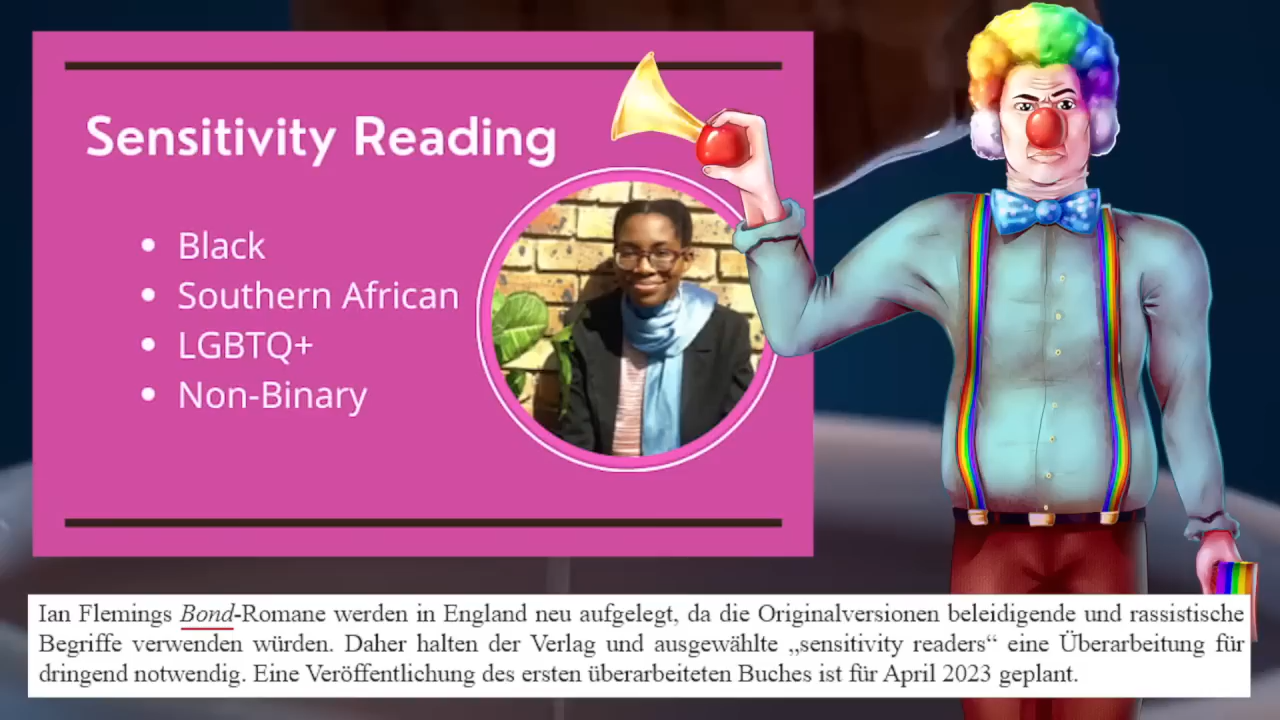 Sensitivity Reading
• Black
• Southern African
• LGBTQ+
• Non-Binary
Ian Flemings Bond-Romane werden in England neu aufgelegt, da die Originalversionen beleidigende und rassistische
Begriffe verwenden würden. Daher halten der Verlag und ausgewählte „sensitivity readers“ eine Überarbeitung für
dringend notwendig. Eine Veröffentlichung des ersten überarbeiteten Buches ist für April 2023 geplant.